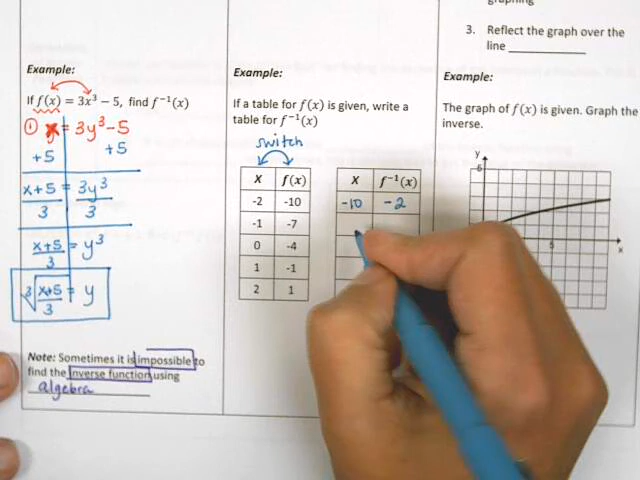 3. Reflect the graph over the
line
Example:
If f(x) = 3x³ − 5, find f⁻¹(x)
① x = 3y³-5
+5 +5
x+5 = 3y³
3 3
x+5 = y³
3
∛x+5 = y
3
Note: Sometimes it is impossible to
find the inverse function using
algebra
Example:
If a table for f(x) is given, write a
table for f⁻¹(x)
switch
X f(x)
-2 -10
-1 -7
0 -4
1 -1
2 1
X f⁻¹(x)
-10 -2
Example:
The graph of f(x) is given. Graph the
inverse.
y
5
x